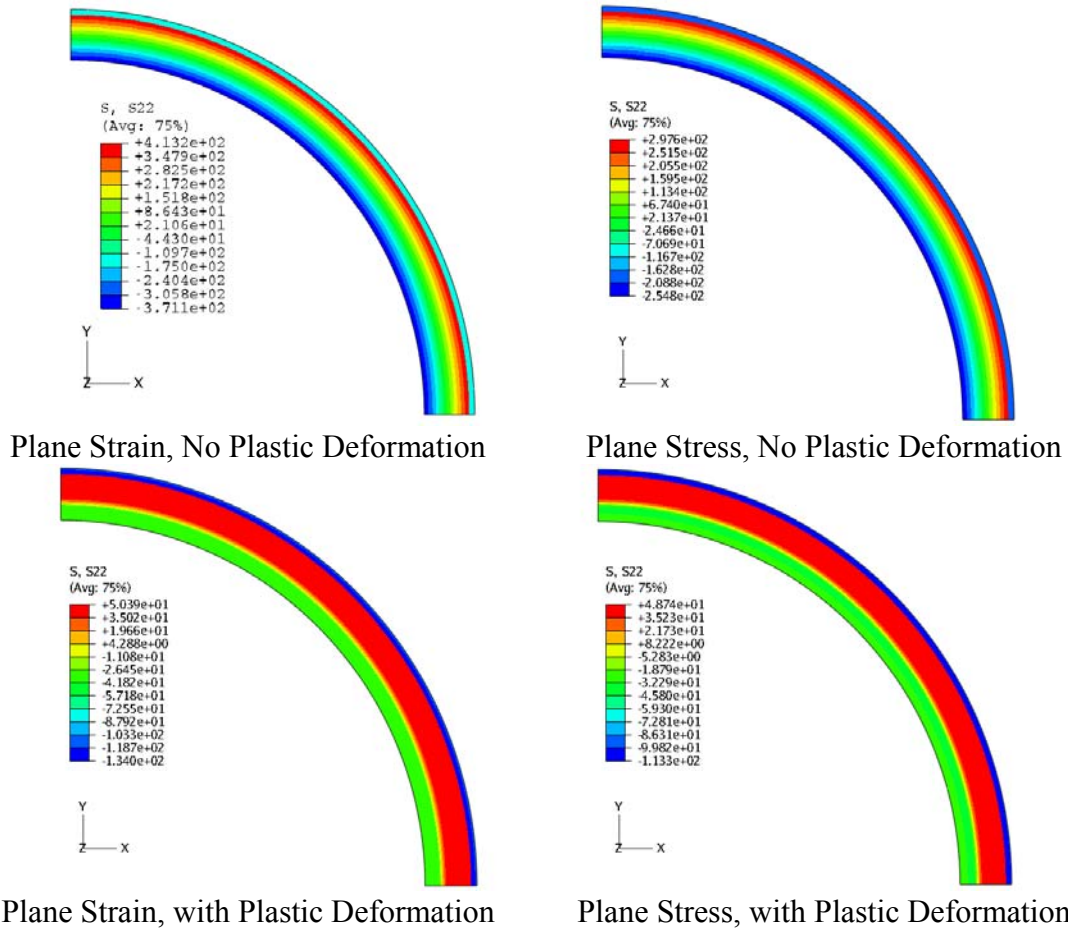 S, S22
(Avg: 75%)
+4.132e+02
+3.479e+02
+2.825e+02
+2.172e+02
+1.518e+02
+8.643e+01
+2.106e+01
-4.430e+01
-1.097e+02
-1.750e+02
-2.404e+02
-3.058e+02
-3.711e+02
Y
Z
X
Plane Strain, No Plastic Deformation
S, S22
(Avg: 75%)
+2.976e+02
+2.515e+02
+2.055e+02
+1.595e+02
+1.134e+02
+6.740e+01
+2.137e+01
-2.466e+01
-7.069e+01
-1.167e+02
-1.628e+02
-2.088e+02
-2.548e+02
Y
Z
X
Plane Stress, No Plastic Deformation
S, S22
(Avg: 75%)
+5.039e+01
+3.502e+01
+1.966e+01
+4.288e+00
-1.108e+01
-2.645e+01
-4.182e+01
-5.718e+01
-7.255e+01
-8.792e+01
-1.033e+02
-1.187e+02
-1.340e+02
Y
Z
X
Plane Strain, with Plastic Deformation
S, S22
(Avg: 75%)
+4.874e+01
+3.523e+01
+2.173e+01
+8.222e+00
-5.283e+00
-1.879e+01
-3.229e+01
-4.580e+01
-5.930e+01
-7.281e+01
-8.631e+01
-9.982e+01
-1.133e+02
Y
Z
X
Plane Stress, with Plastic Deformation